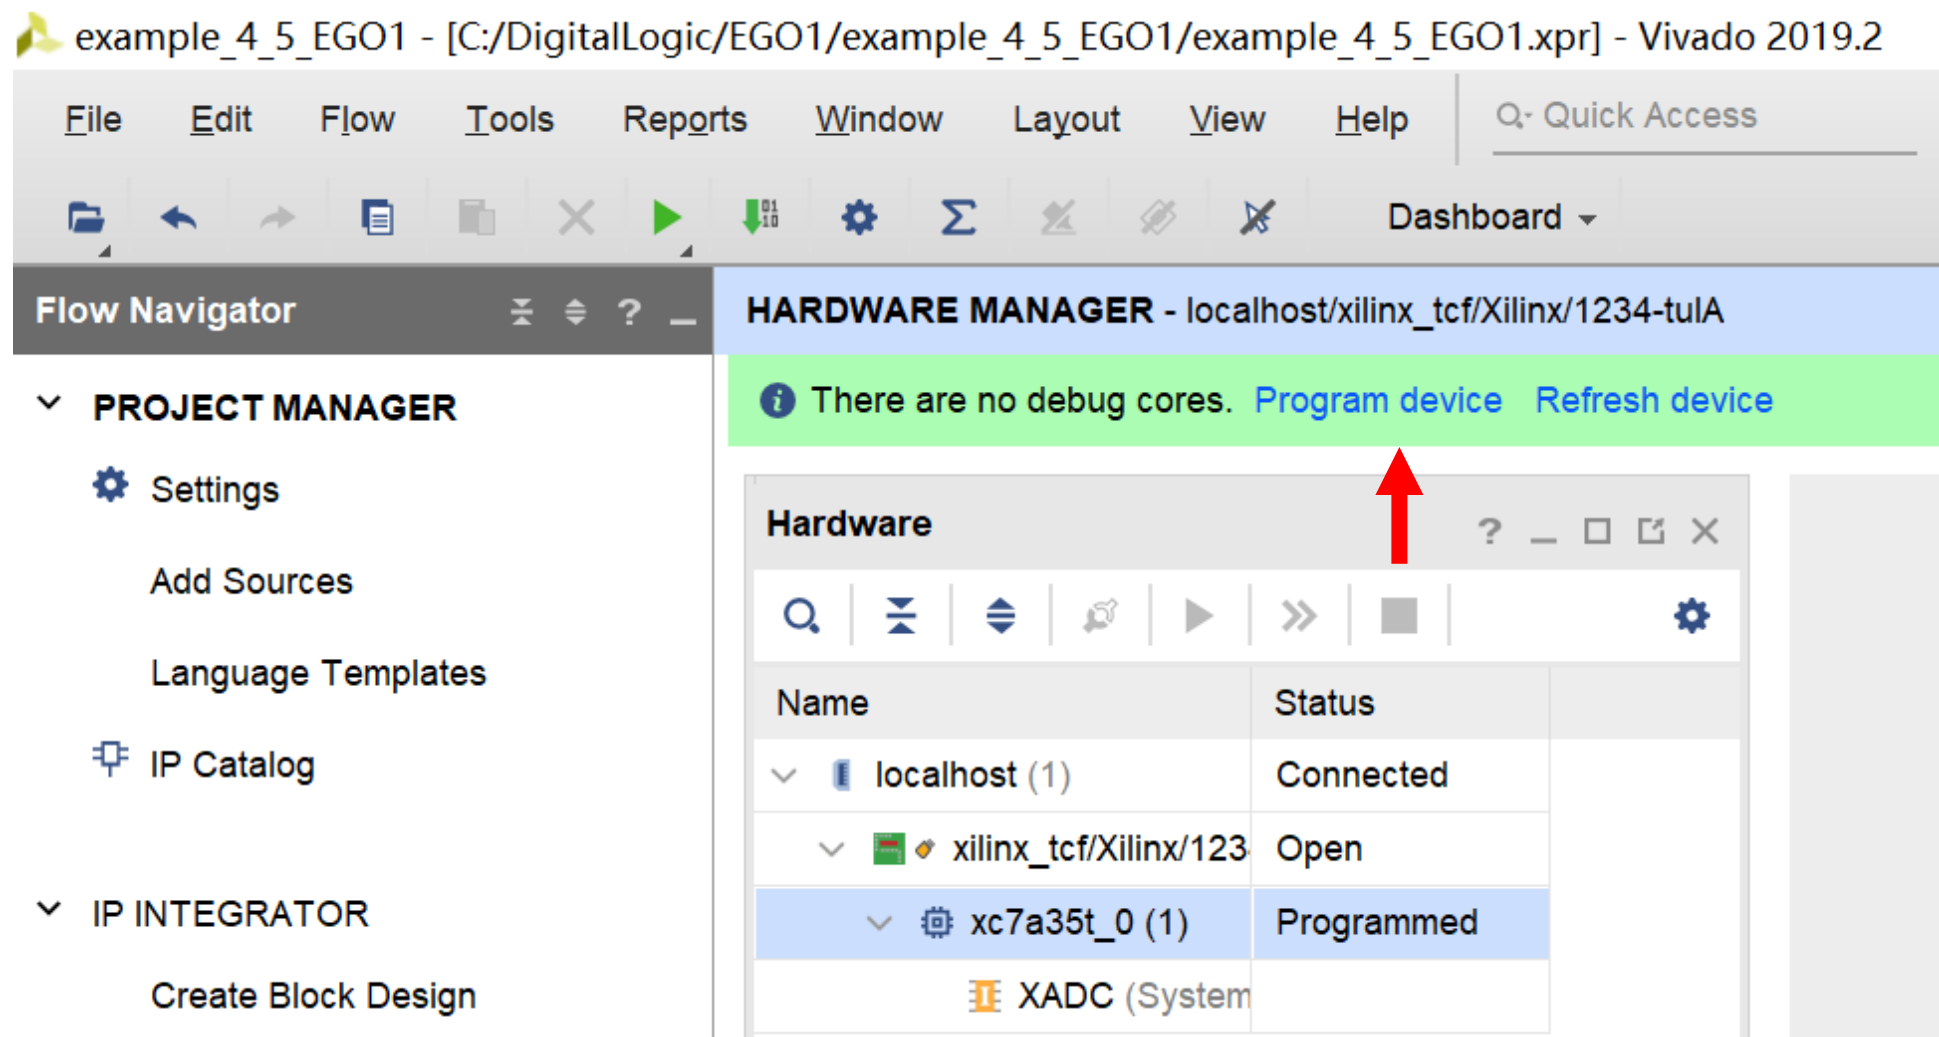 example_4_5_EGO1 - [C:/DigitalLogic/EGO1/example_4_5_EGO1/example_4_5_EGO1.xpr] - Vivado 2019.2
File Edit Flow Tools Reports Window Layout View Help Quick Access
Dashboard
Flow Navigator
HARDWARE MANAGER - localhost/xilinx_tcf/Xilinx/1234-tulA
There are no debug cores. Program device Refresh device
PROJECT MANAGER
Settings
Add Sources
Language Templates
IP Catalog
IP INTEGRATOR
Create Block Design
Hardware
Name Status
localhost (1) Connected
xilinx_tcf/Xilinx/123 Open
xc7a35t_0 (1) Programmed
XADC (System